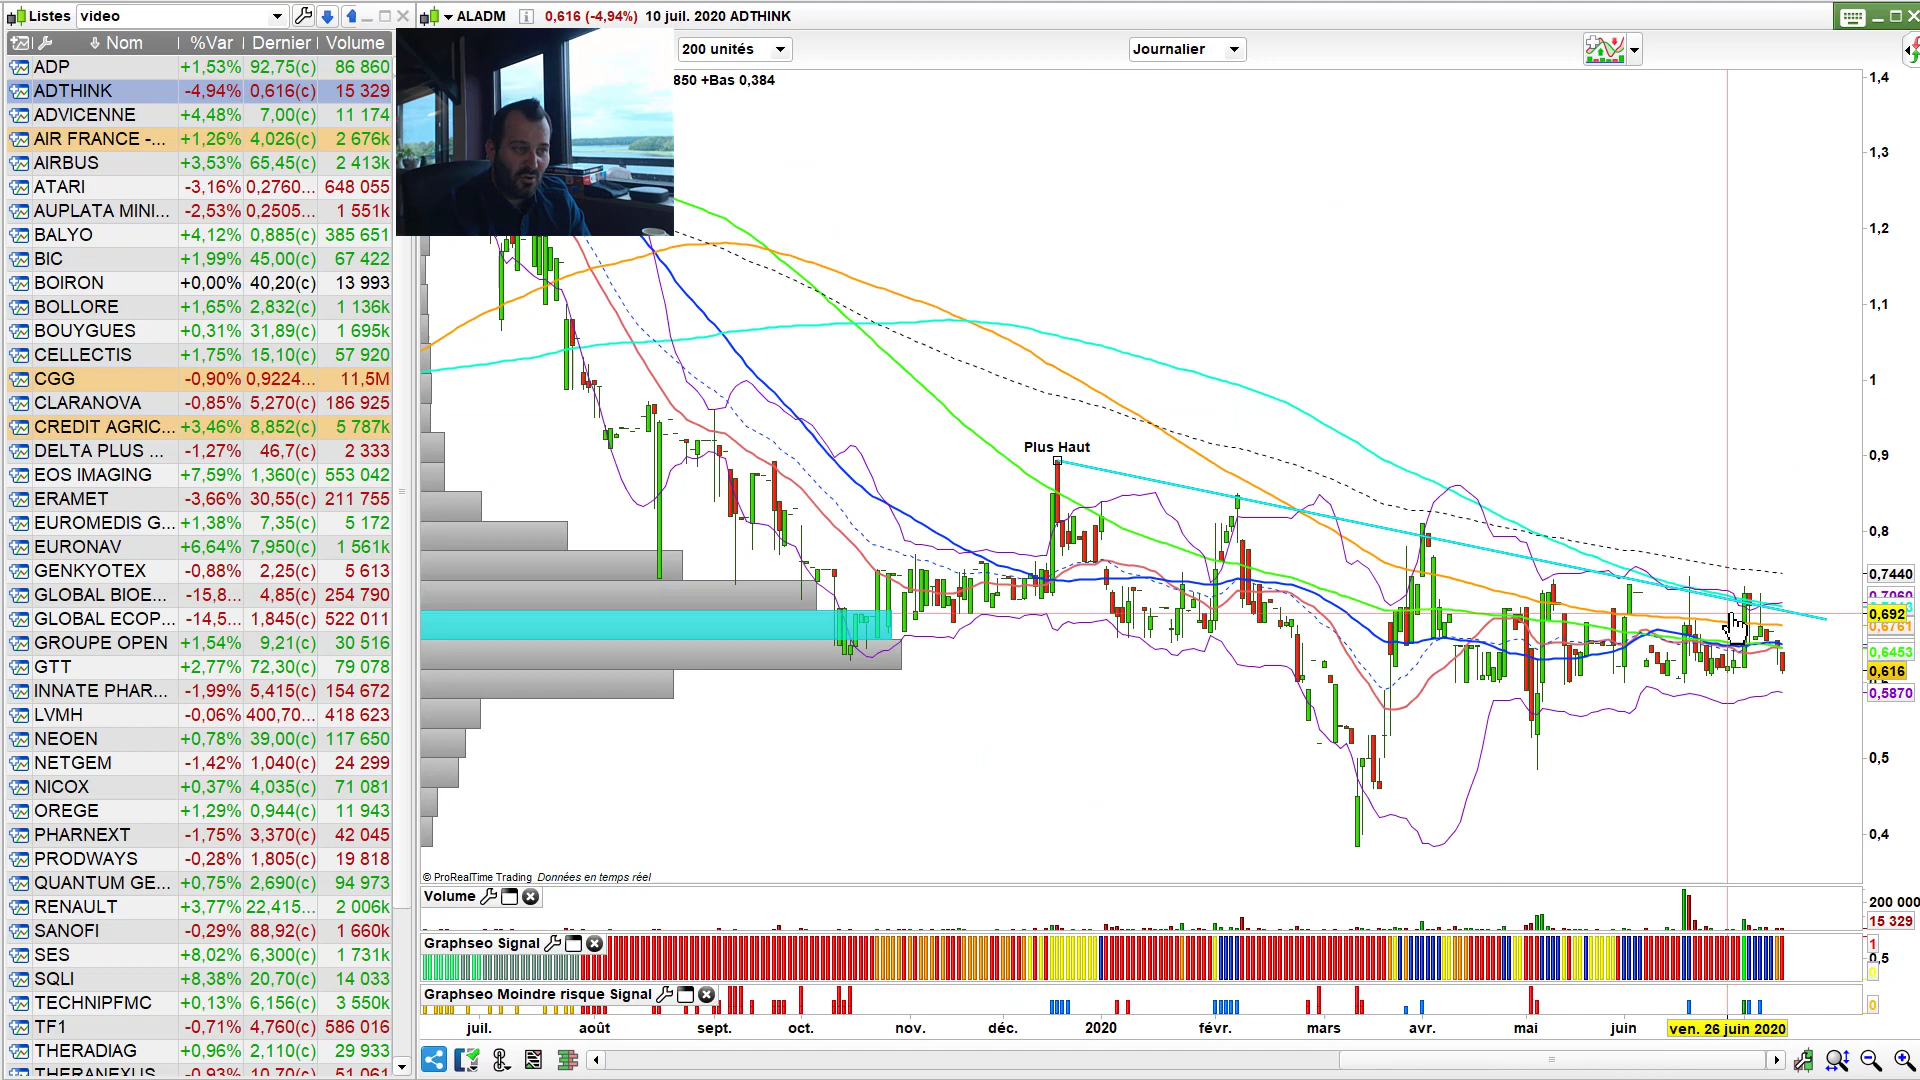 Listes video
ALADM 0,616 (-4,94%) 10 juil. 2020 ADTHINK
Nom %Var Dernier Volume
200 unités Journalier
850 +Bas 0,384
ADP +1,53% 92,75(c) 86 860
ADTHINK -4,94% 0,616(c) 15 329
ADVICENNE +4,48% 7,00(c) 11 174
AIR FRANCE -... +1,26% 4,026(c) 2 676k
AIRBUS +3,53% 65,45(c) 2 413k
ATARI -3,16% 0,2760... 648 055
AUPLATA MINI... -2,53% 0,2505... 1 551k
BALYO +4,12% 0,885(c) 385 651
BIC +1,99% 45,00(c) 67 422
BOIRON +0,00% 40,20(c) 13 993
BOLLORE +1,65% 2,832(c) 1 136k
BOUYGUES +0,31% 31,89(c) 1 695k
CELLECTIS +1,75% 15,10(c) 57 920
CGG -0,90% 0,9224... 11,5M
CLARANOVA -0,85% 5,270(c) 186 925
CREDIT AGRIC... +3,46% 8,852(c) 5 787k
DELTA PLUS ... -1,27% 46,7(c) 2 333
EOS IMAGING +7,59% 1,360(c) 553 042
ERAMET -3,66% 30,55(c) 211 755
EUROMEDIS G... +1,38% 7,35(c) 5 172
EURONAV +6,64% 7,950(c) 1 561k
GENKYOTEX -0,88% 2,25(c) 5 613
GLOBAL BIOE... -15,8... 4,85(c) 254 790
GLOBAL ECOP... -14,5... 1,845(c) 522 011
GROUPE OPEN +1,54% 9,21(c) 30 516
GTT +2,77% 72,30(c) 79 078
INNATE PHAR... -1,99% 5,415(c) 154 672
LVMH -0,06% 400,70... 418 623
NEOEN +0,78% 39,00(c) 117 650
NETGEM -1,42% 1,040(c) 24 299
NICOX +0,37% 4,035(c) 71 081
OREGE +1,29% 0,944(c) 11 943
PHARNEXT -1,75% 3,370(c) 42 045
PRODWAYS -0,28% 1,805(c) 19 818
QUANTUM GE... +0,75% 2,690(c) 94 973
RENAULT +3,77% 22,415... 2 006k
SANOFI -0,29% 88,92(c) 1 660k
SES +8,02% 6,300(c) 1 731k
SQLI +8,38% 20,70(c) 14 033
TECHNIPFMC +0,13% 6,156(c) 3 550k
TF1 -0,71% 4,760(c) 586 016
THERADIAG +0,96% 2,110(c) 29 933
THERANEXUS -0,93% 10,70(c) 51 061
Plus Haut
1,4
1,3
1,2
1,1
1
0,9
0,8
0,7440
0,7060
0,692
0,6761
0,6453
0,616
0,5870
0,5
0,4
© ProRealTime Trading Données en temps réel
Volume
200 000
15 329
Graphseo Signal
1
0,5
0
Graphseo Moindre risque Signal
0
juil. août sept. oct. nov. déc. 2020 févr. mars avr. mai juin ven. 26 juin 2020